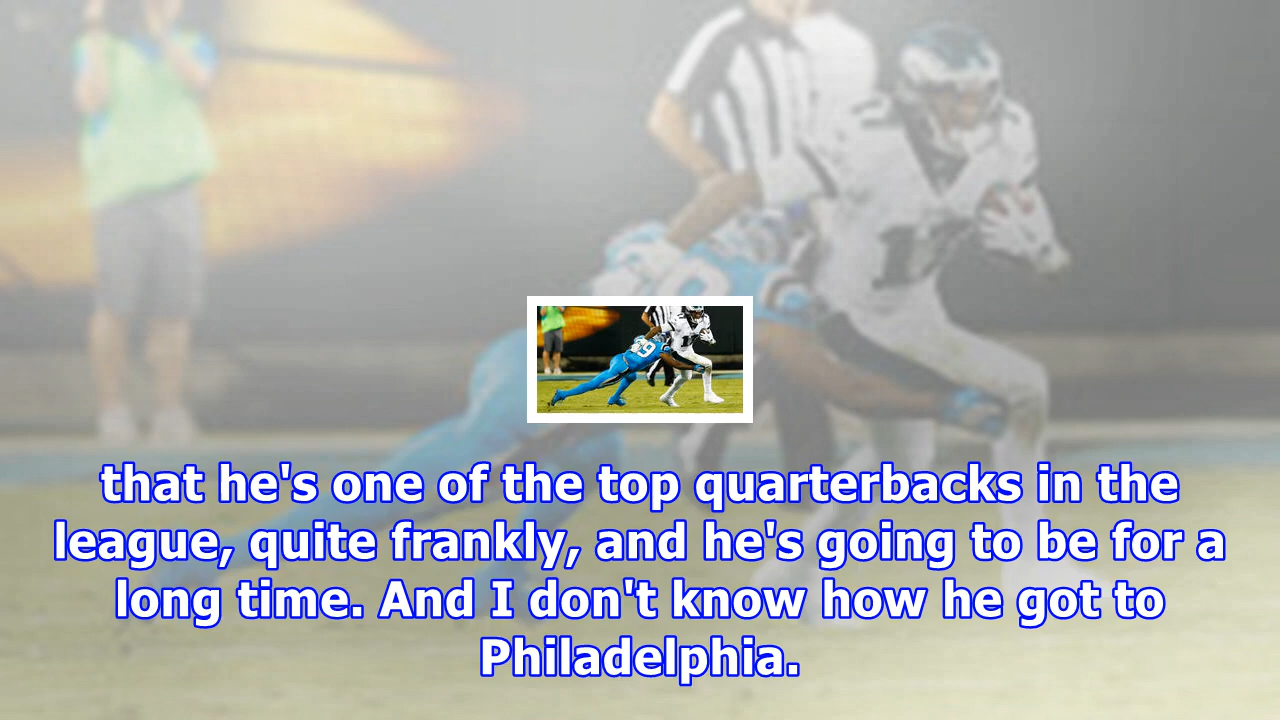 that he's one of the top quarterbacks in the
league, quite frankly, and he's going to be for a
long time. And I don't know how he got to
Philadelphia.